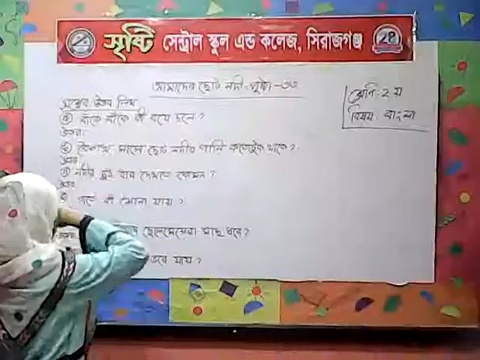 সৃষ্টি সেন্ট্রাল স্কুল এন্ড কলেজ, সিরাজগঞ্জ
আমাদের ছোট নদী পৃষ্ঠা-৩৩
শ্রেণি: ২য়
বিষয়: বাংলা
প্রশ্নের উত্তর লিখ
বাঁকে বাঁকে কী বয়ে চলে?
উত্তর:
বৈশাখ মাসে ছোট নদীর পানি কতটুকু থাকে?
উত্তর:
নদীর দুই ধার দেখতে কেমন?
উত্তর:
রাতে কী শোনা যায়?
ছেলেমেয়েরা মাছ ধরে?
ভরে যায়?